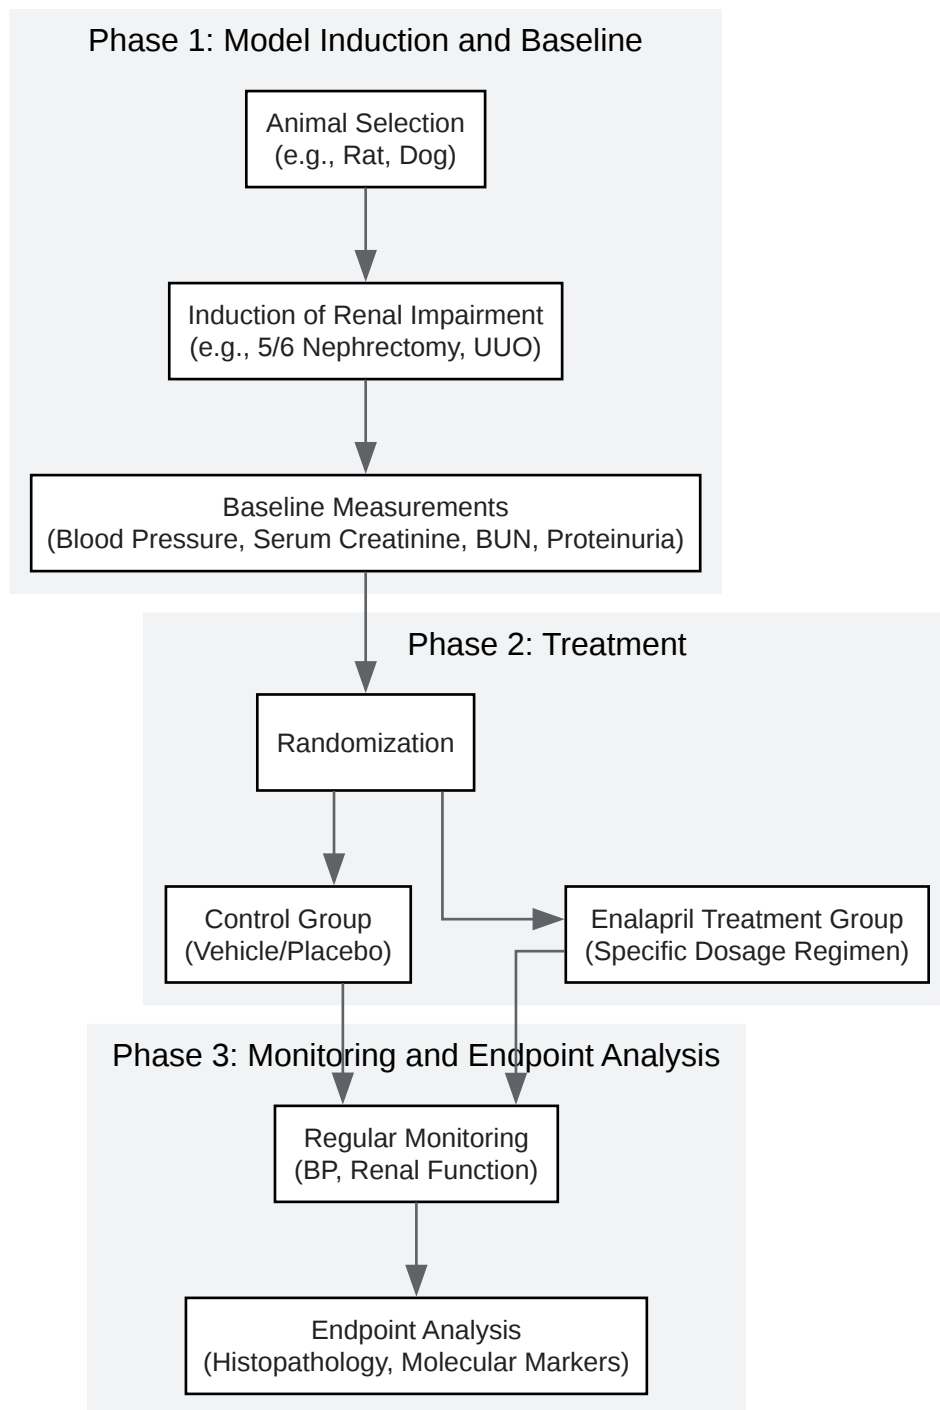 Phase 1: Model Induction and Baseline
Animal Selection
(e.g., Rat, Dog)
Induction of Renal Impairment
(e.g., 5/6 Nephrectomy, UUO)
Baseline Measurements
(Blood Pressure, Serum Creatinine, BUN, Proteinuria)
Phase 2: Treatment
Randomization
Control Group
(Vehicle/Placebo)
Enalapril Treatment Group
(Specific Dosage Regimen)
Phase 3: Monitoring and Endpoint Analysis
Regular Monitoring
(BP, Renal Function)
Endpoint Analysis
(Histopathology, Molecular Markers)